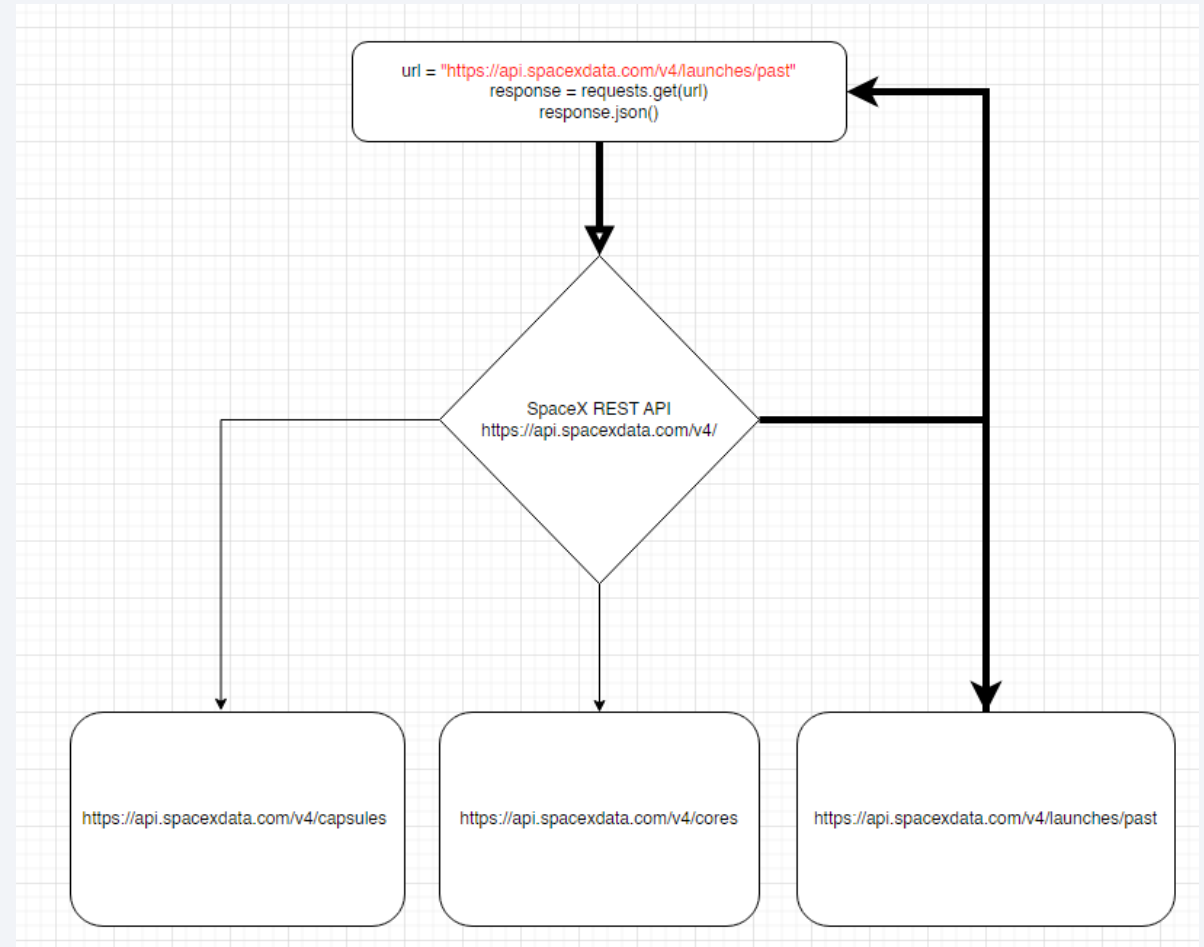 url = "https://api.spacexdata.com/v4/launches/past"
response = requests.get(url)
response.json()
SpaceX REST API
https://api.spacexdata.com/v4/
https://api.spacexdata.com/v4/capsules
https://api.spacexdata.com/v4/cores
https://api.spacexdata.com/v4/launches/past